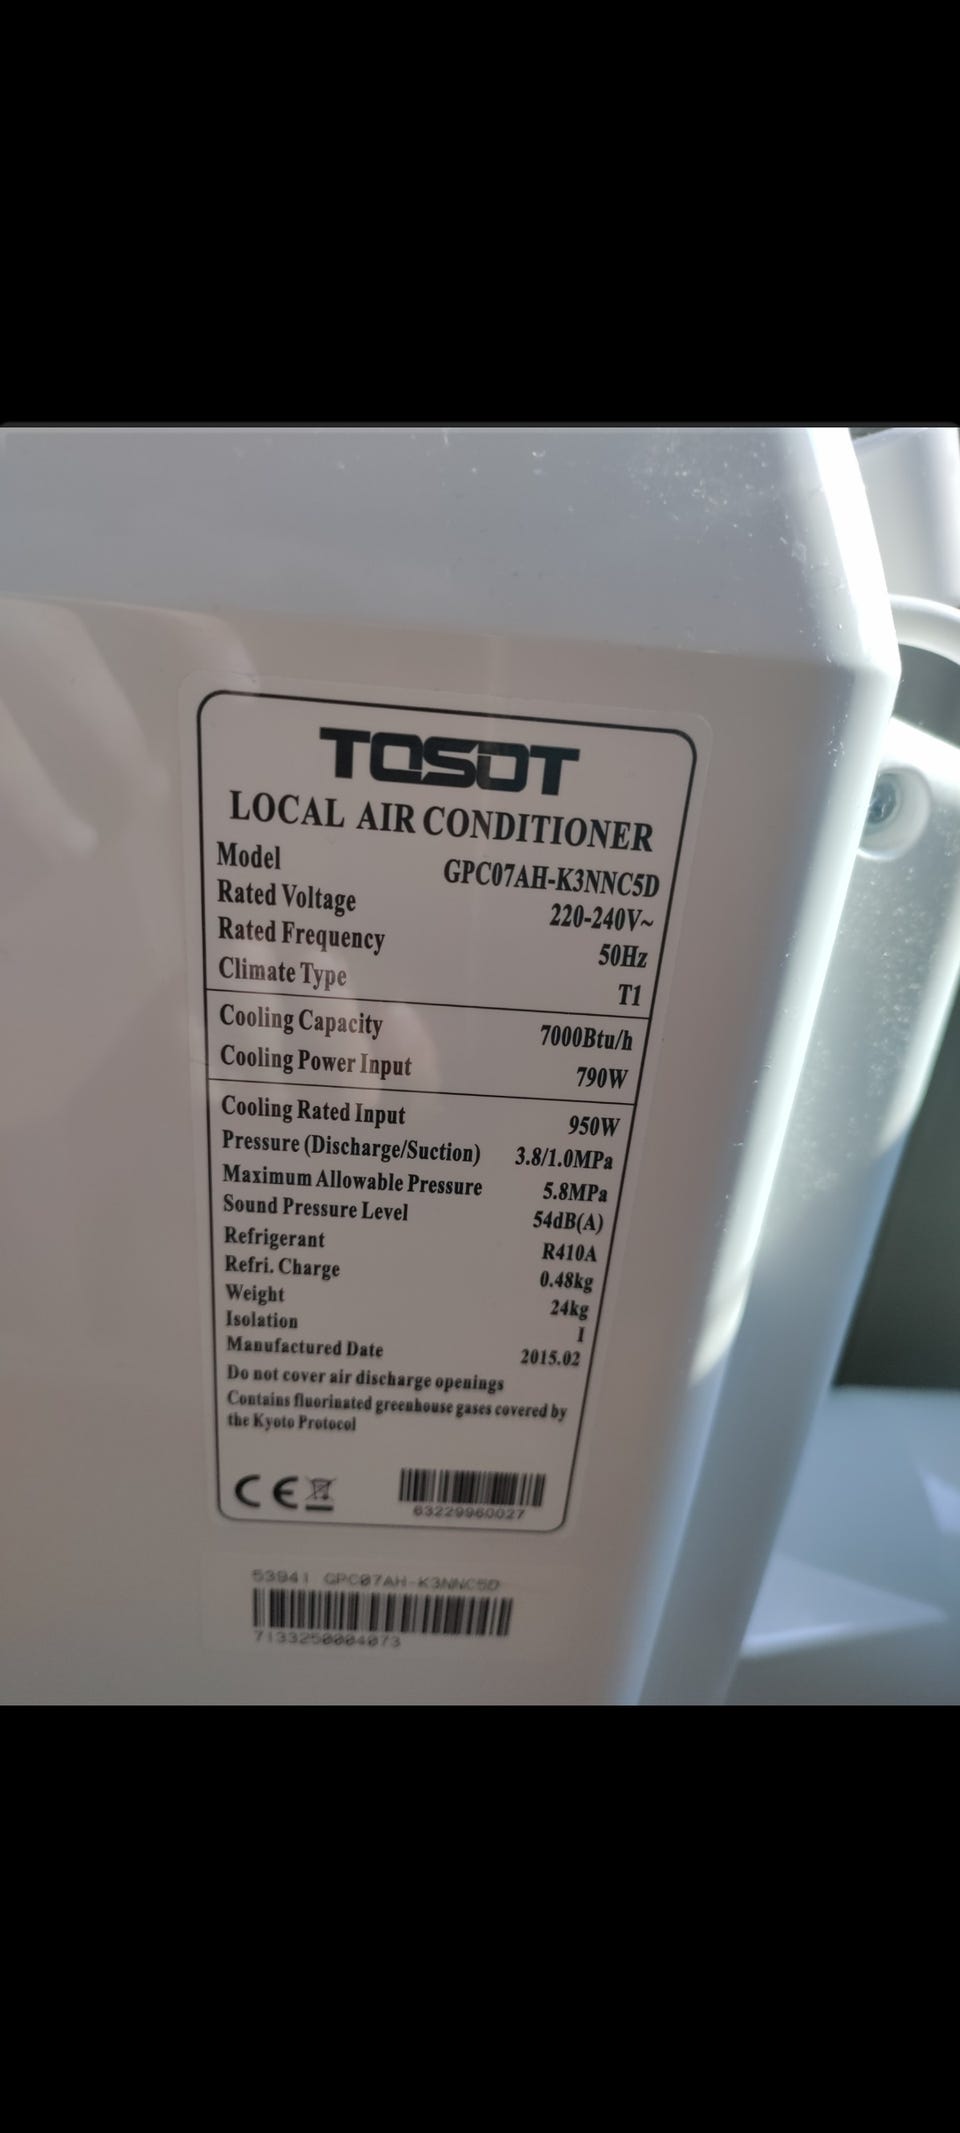 TOSOT
LOCAL AIR CONDITIONER
Model GPC07AH-K3NNC5D
Rated Voltage 220-240V~
Rated Frequency 50Hz
Climate Type T1
Cooling Capacity 7000Btu/h
Cooling Power Input 790W
Cooling Rated Input 950W
Pressure (Discharge/Suction) 3.8/1.0MPa
Maximum Allowable Pressure 5.8MPa
Sound Pressure Level 54dB(A)
Refrigerant R410A
Refri. Charge 0.48kg
Weight 24kg
Isolation I
Manufactured Date 2015.02
Do not cover air discharge openings
Contains fluorinated greenhouse gases covered by
the Kyoto Protocol
CE
63229960027
53941 GPC07AH-K3NNC5D
7133250004073